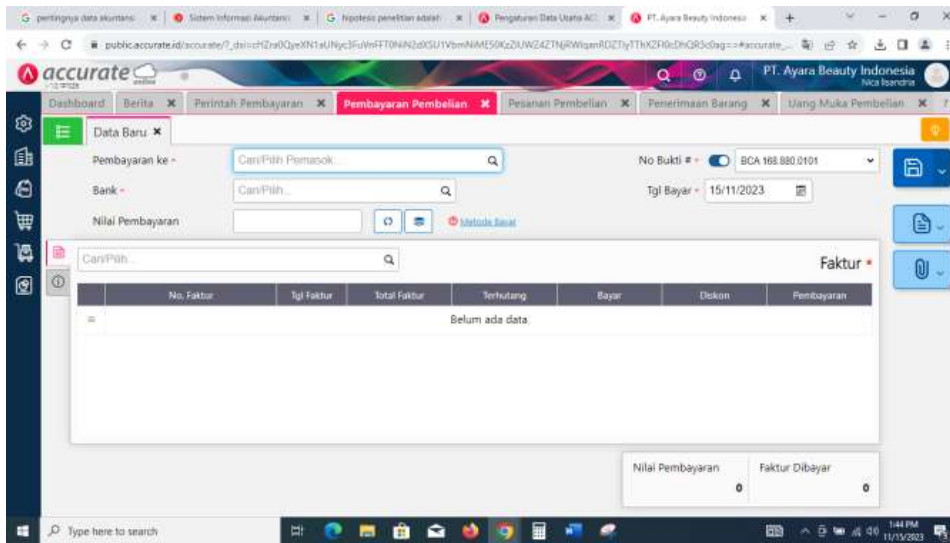 pentingnya data akuntansi
Sistem Informasi Akuntansi
hipotesis penelitian adalah
Pengaturan Data Usaha AC
PT. Ayara Beauty Indonesia
accurate
online
PT. Ayara Beauty Indonesia
Nica Isandria
Dashboard Berita Perintah Pembayaran Pembayaran Pembelian Pesanan Pembelian Penerimaan Barang Uang Muka Pembelian
Data Baru
Pembayaran ke * Cari/Pilih Pemasok... No Bukti # * BCA 168.880.0101
Bank * Cari/Pilih... Tgl Bayar * 15/11/2023
Nilai Pembayaran Metode Bayar
Cari/Pilih... Faktur *
No. Faktur Tgl Faktur Total Faktur Terhutang Bayar Diskon Pembayaran
= Belum ada data
Nilai Pembayaran Faktur Dibayar
0 0
Type here to search
1:44 PM
11/15/2023